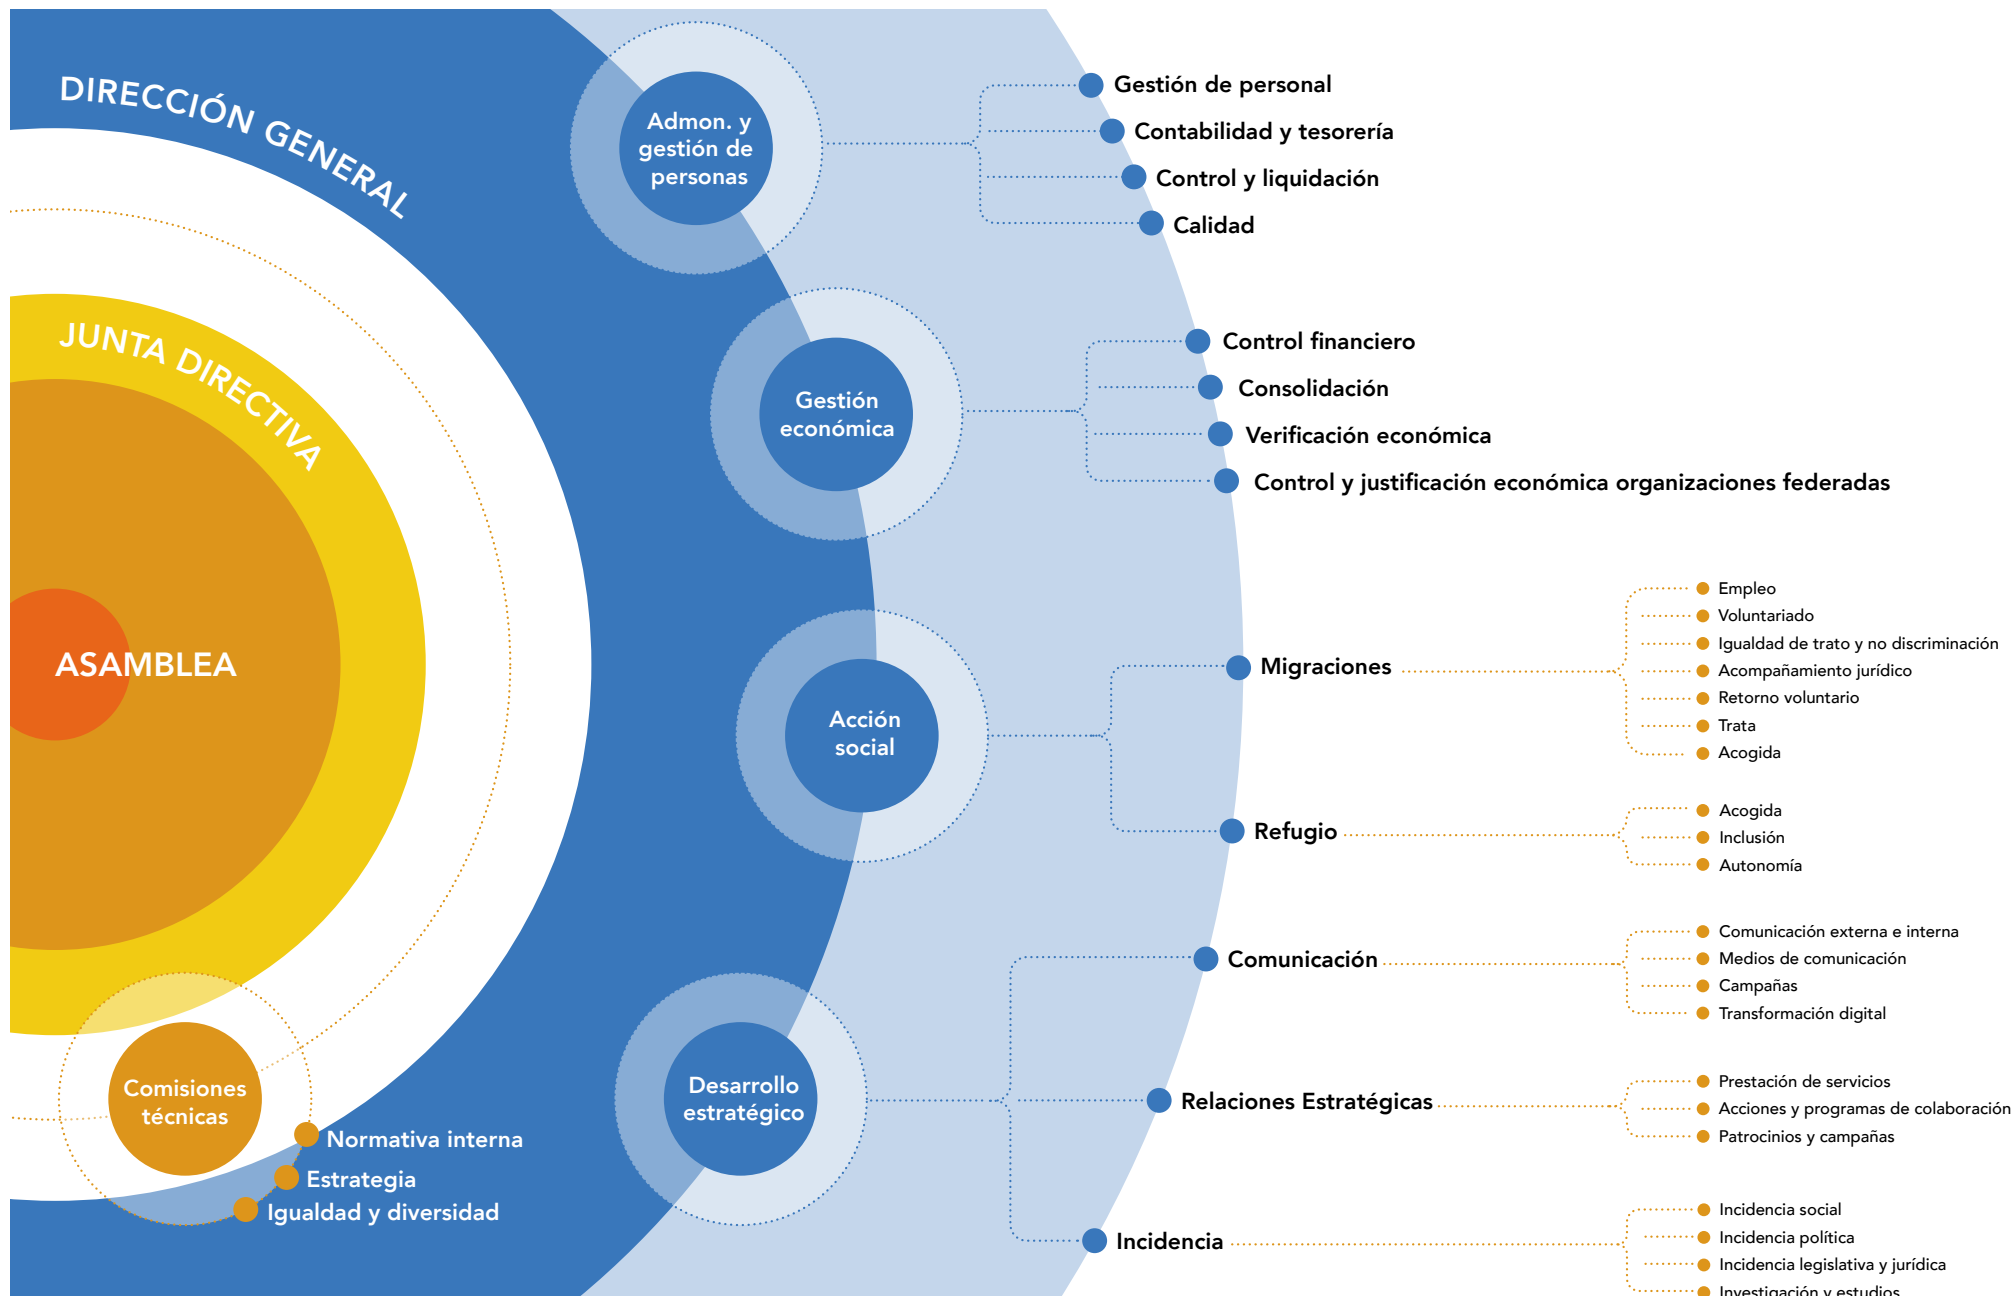 DIRECCIÓN GENERAL
JUNTA DIRECTIVA
ASAMBLEA
Comisiones
técnicas
Normativa interna
Estrategia
Igualdad y diversidad
Admon. y
gestión de
personas
Gestión de personal
Contabilidad y tesorería
Control y liquidación
Calidad
Gestión
económica
Control financiero
Consolidación
Verificación económica
Control y justificación económica organizaciones federadas
Acción
social
Migraciones
Empleo
Voluntariado
Igualdad de trato y no discriminación
Acompañamiento jurídico
Retorno voluntario
Trata
Acogida
Refugio
Acogida
Inclusión
Autonomía
Desarrollo
estratégico
Comunicación
Comunicación externa e interna
Medios de comunicación
Campañas
Transformación digital
Relaciones Estratégicas
Prestación de servicios
Acciones y programas de colaboración
Patrocinios y campañas
Incidencia
Incidencia social
Incidencia política
Incidencia legislativa y jurídica
Investigación y estudios